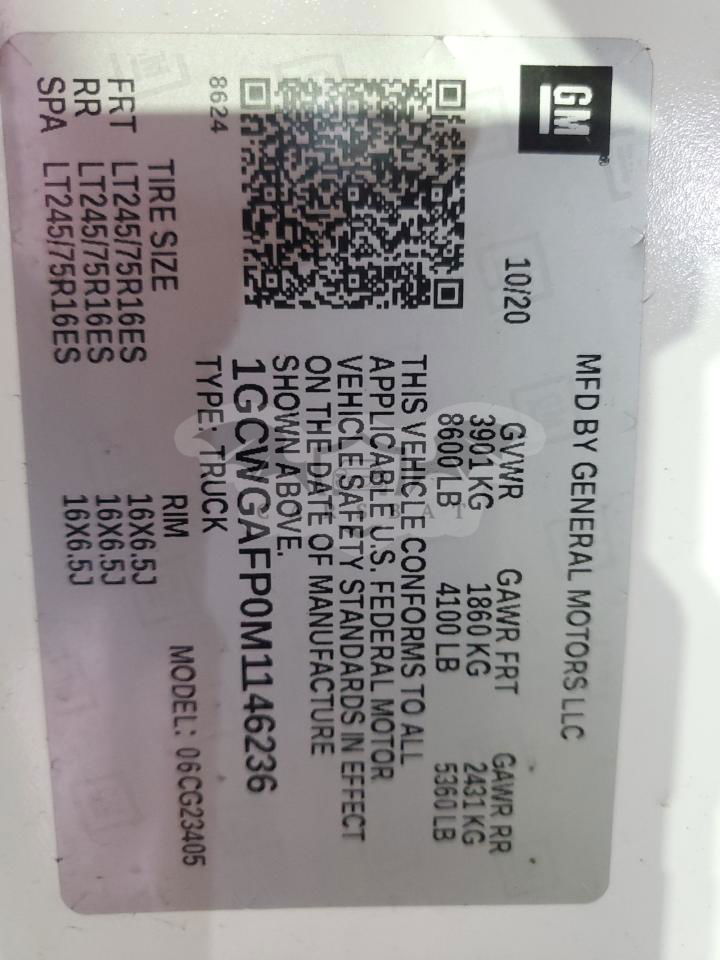 GM
MFD BY GENERAL MOTORS LLC
10/20 GVWR GAWR FRT GAWR RR
3901 KG 1860 KG 2431 KG
8600 LB 4100 LB 5360 LB
THIS VEHICLE CONFORMS TO ALL
APPLICABLE U.S. FEDERAL MOTOR
VEHICLE SAFETY STANDARDS IN EFFECT
ON THE DATE OF MANUFACTURE
SHOWN ABOVE.
1GCWGAFP0M1146236
8624 TYPE: TRUCK MODEL: 06CG23405
TIRE SIZE RIM
FRT LT245/75R16ES 16X6.5J
RR LT245/75R16ES 16X6.5J
SPA LT245/75R16ES 16X6.5J